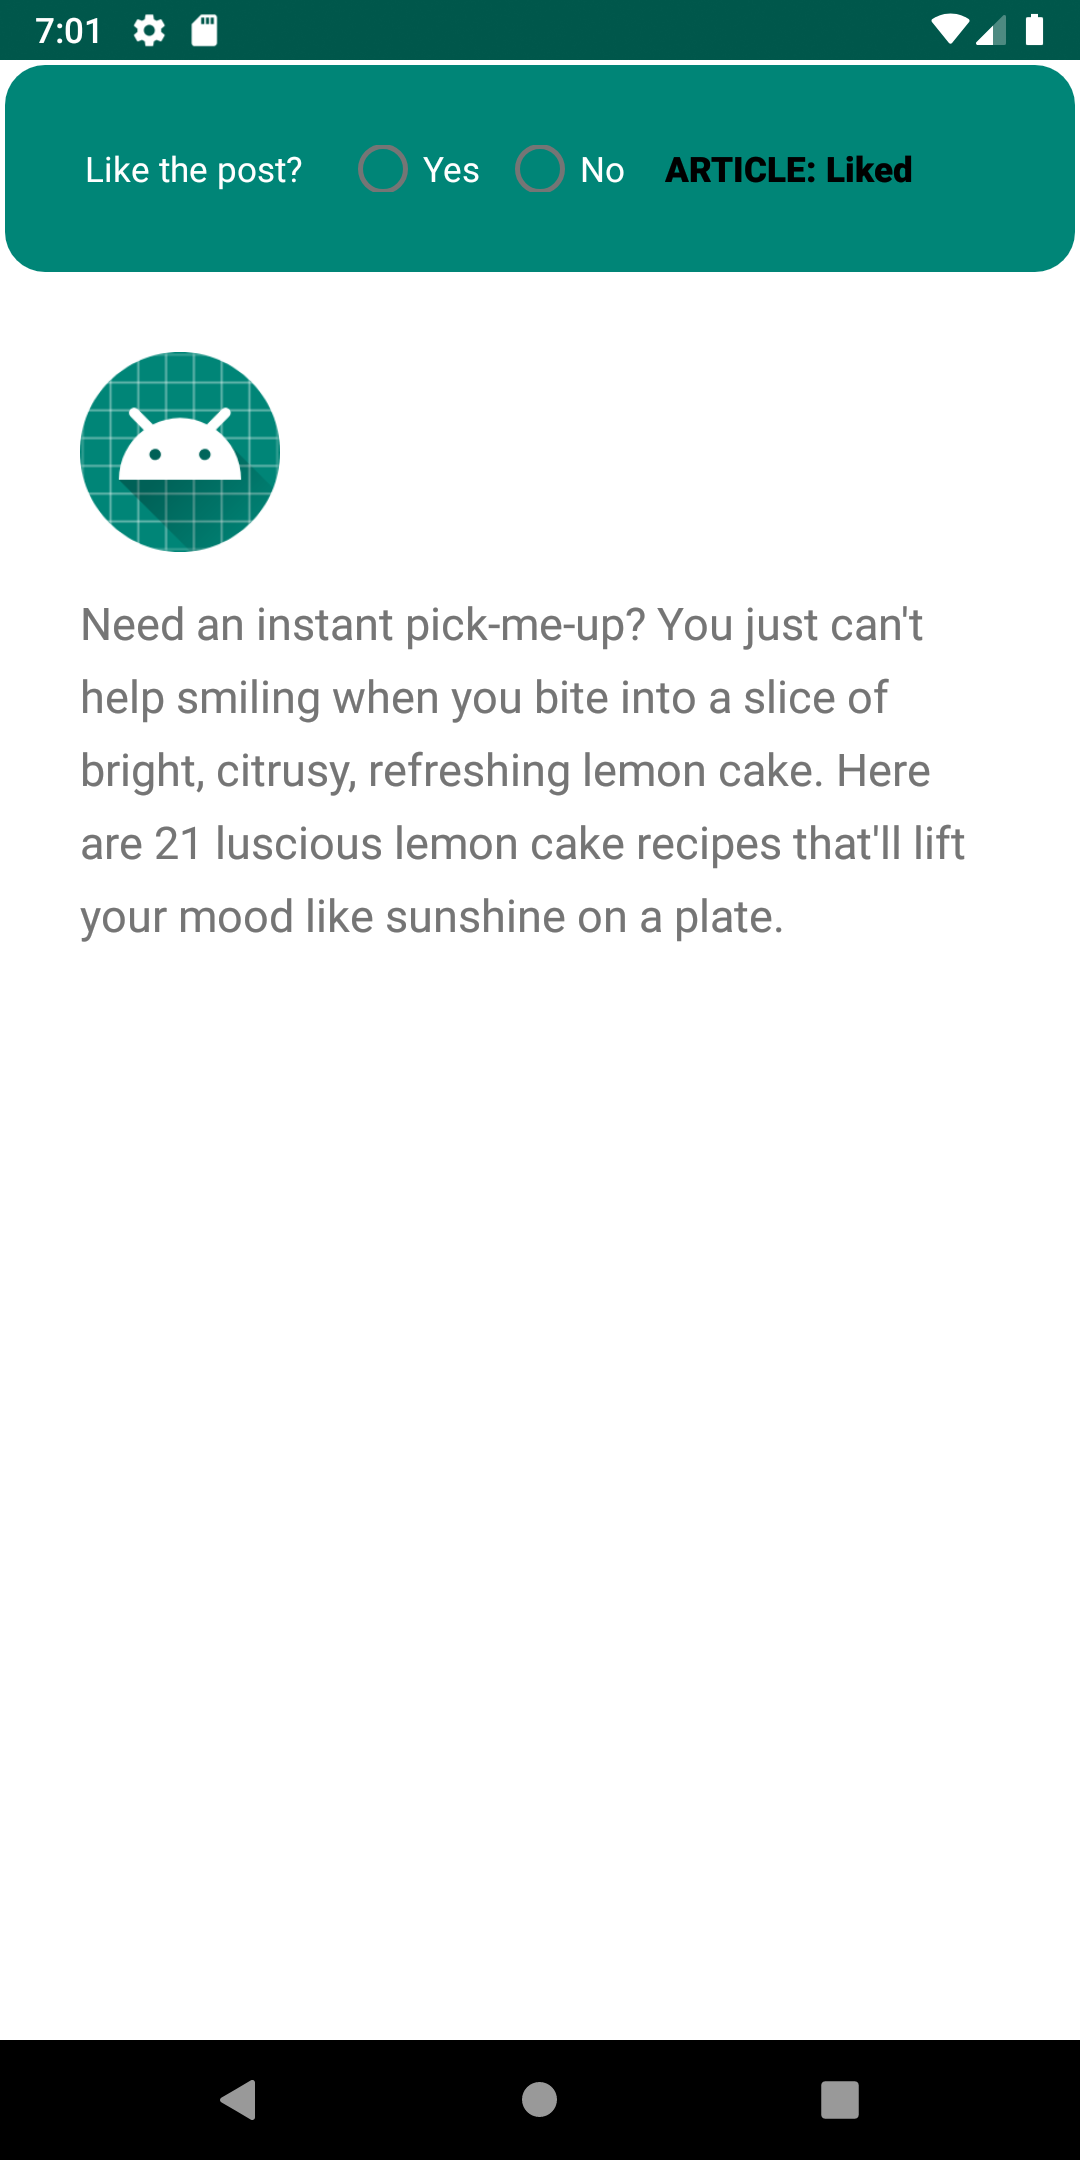 7:01
Like the post? Yes No ARTICLE: Liked
Need an instant pick-me-up? You just can't
help smiling when you bite into a slice of
bright, citrusy, refreshing lemon cake. Here
are 21 luscious lemon cake recipes that'll lift
your mood like sunshine on a plate.